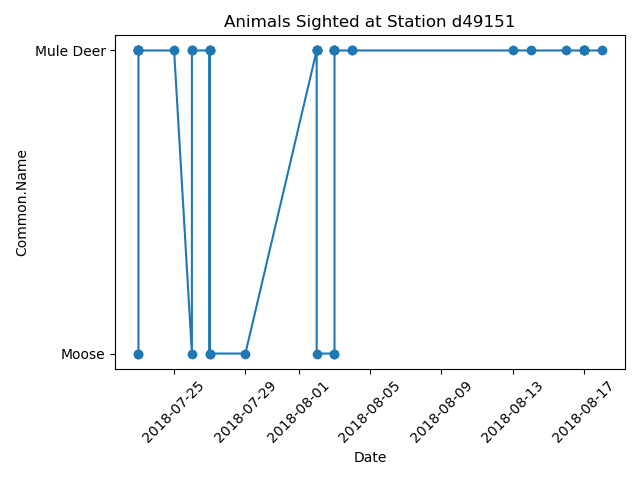 Animals Sighted at Station d49151
Mule Deer
Common.Name
Moose
2018-07-25
2018-07-29
2018-08-01
2018-08-05
2018-08-09
2018-08-13
2018-08-17
Date